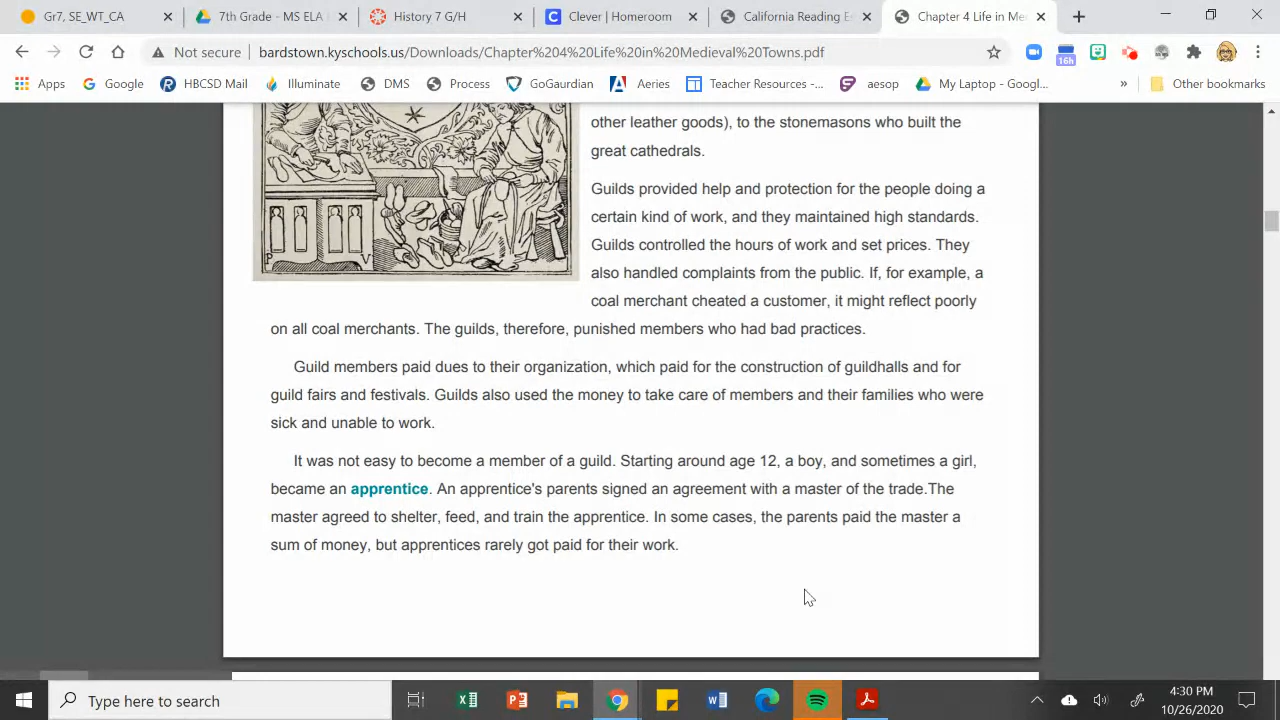 Gr7, SE_WT_CA
7th Grade - MS ELA
History 7 G/H
Clever | Homeroom
California Reading E
Chapter 4 Life in Me
Not secure
bardstown.kyschools.us/Downloads/Chapter%204%20Life%20in%20Medieval%20Towns.pdf
16h
Apps
Google
HBCSD Mail
Illuminate
DMS
Process
GoGaurdian
Aeries
Teacher Resources -...
aesop
My Laptop - Googl...
»
Other bookmarks
other leather goods), to the stonemasons who built the
great cathedrals.
Guilds provided help and protection for the people doing a
certain kind of work, and they maintained high standards.
Guilds controlled the hours of work and set prices. They
also handled complaints from the public. If, for example, a
coal merchant cheated a customer, it might reflect poorly
on all coal merchants. The guilds, therefore, punished members who had bad practices.
Guild members paid dues to their organization, which paid for the construction of guildhalls and for
guild fairs and festivals. Guilds also used the money to take care of members and their families who were
sick and unable to work.
It was not easy to become a member of a guild. Starting around age 12, a boy, and sometimes a girl,
became an apprentice. An apprentice's parents signed an agreement with a master of the trade.The
master agreed to shelter, feed, and train the apprentice. In some cases, the parents paid the master a
sum of money, but apprentices rarely got paid for their work.
Type here to search
4:30 PM
10/26/2020